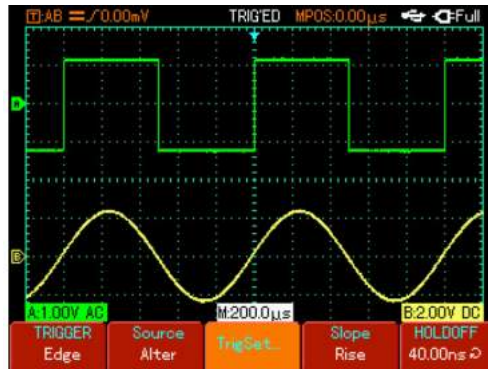 T:AB = / 0.00mV TRIG'ED MPOS:0.00μs Full
A
B
A:1.00V AC M:200.0μs B:2.00V DC
TRIGGER Source TrigSet... Slope HOLDOFF
Edge Alter Rise 40.00ns